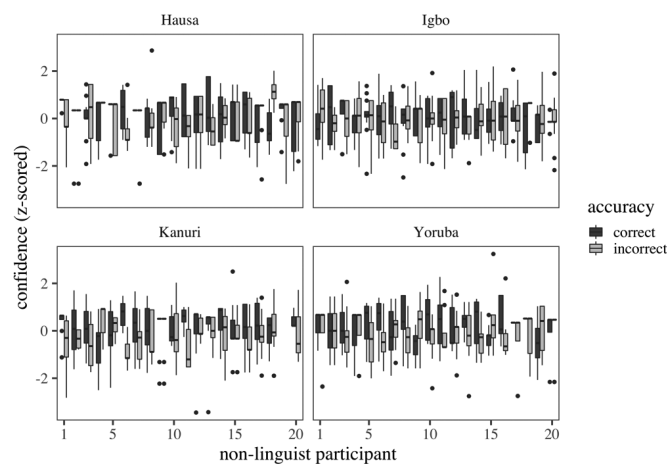 Hausa
Igbo
2
0
-2
Kanuri
Yoruba
2
0
-2
1
5
10
15
20
1
5
10
15
20
confidence (z-scored)
non-linguist participant
accuracy
correct
incorrect